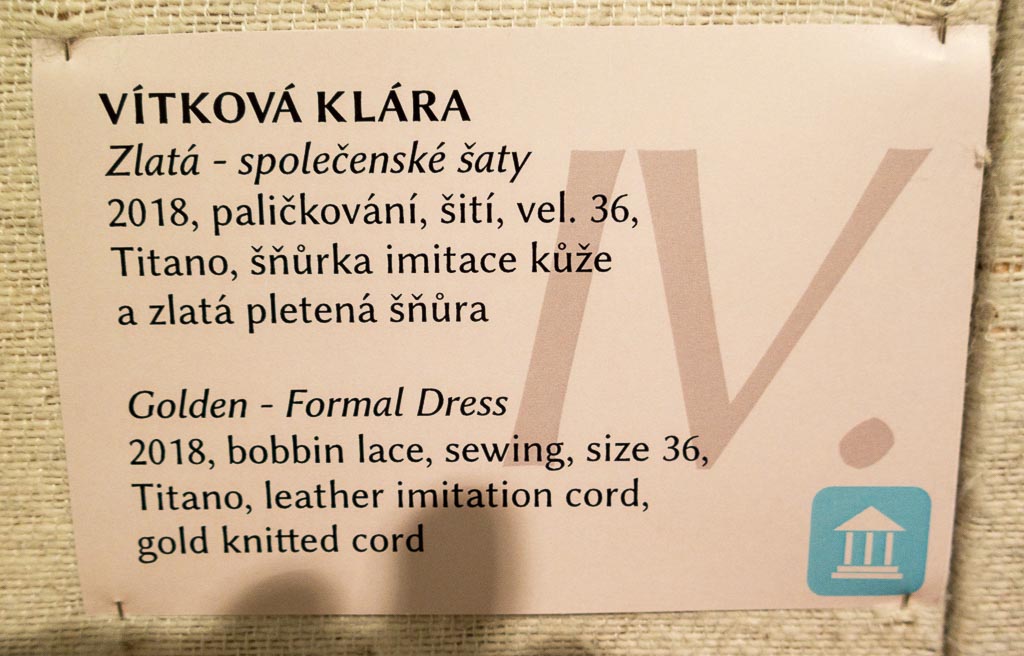 VÍTKOVÁ KLÁRA
Zlatá - společenské šaty
2018, paličkování, šití, vel. 36,
Titano, šňůrka imitace kůže
a zlatá pletená šňůra
IV.
Golden - Formal Dress
2018, bobbin lace, sewing, size 36,
Titano, leather imitation cord,
gold knitted cord